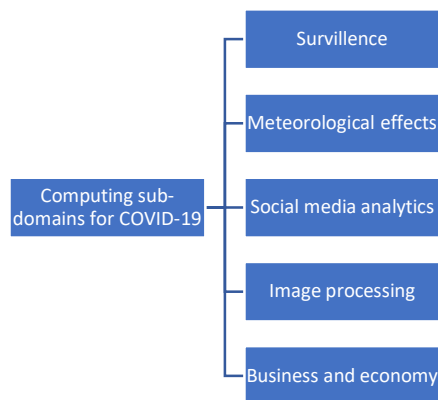 Survillence
Meteorological effects
Computing sub-
domains for COVID-19
Social media analytics
Image processing
Business and economy